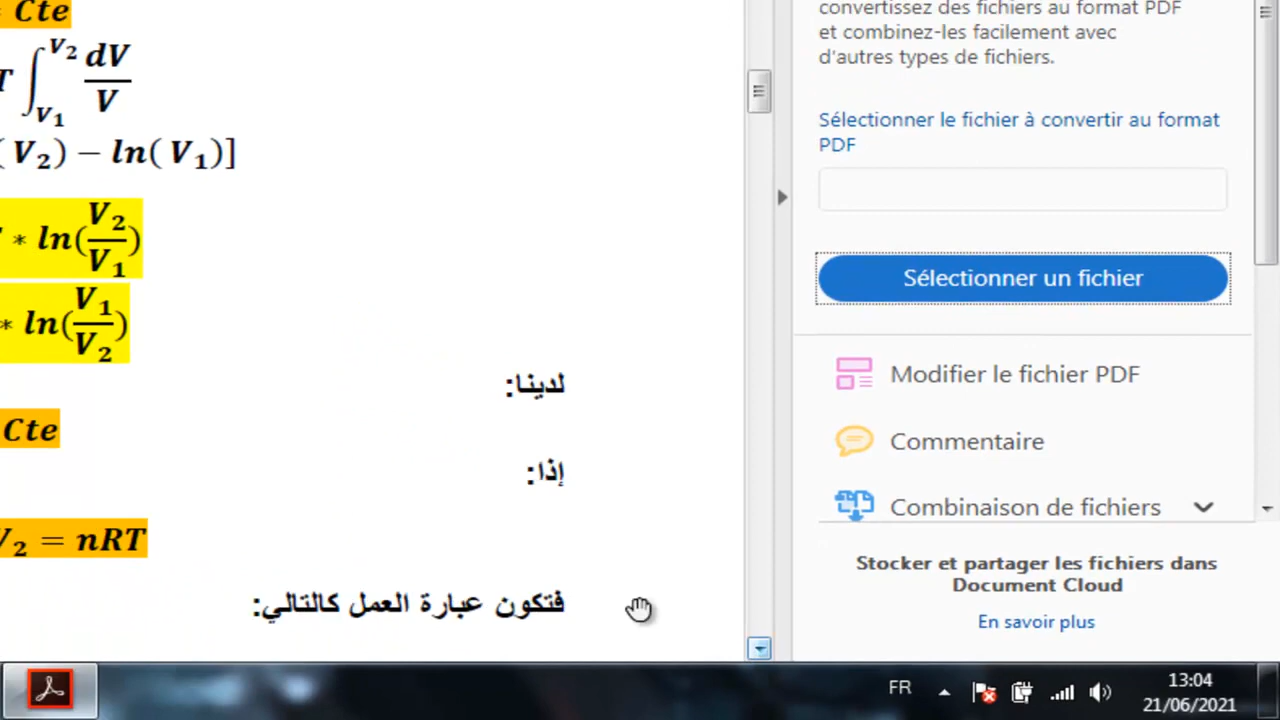 = Cte
T ∫_{V₁}^{V₂} dV/V
( V₂) − ln( V₁)]
* ln(V₂/V₁)
* ln(V₁/V₂)
لدينا:
Cte
إذا:
V₂ = nRT
فتكون عبارة العمل كالتالي:
convertissez des fichiers au format PDF
et combinez-les facilement avec
d'autres types de fichiers.
Sélectionner le fichier à convertir au format
PDF
Sélectionner un fichier
Modifier le fichier PDF
Commentaire
Combinaison de fichiers
Stocker et partager les fichiers dans
Document Cloud
En savoir plus
FR
13:04
21/06/2021